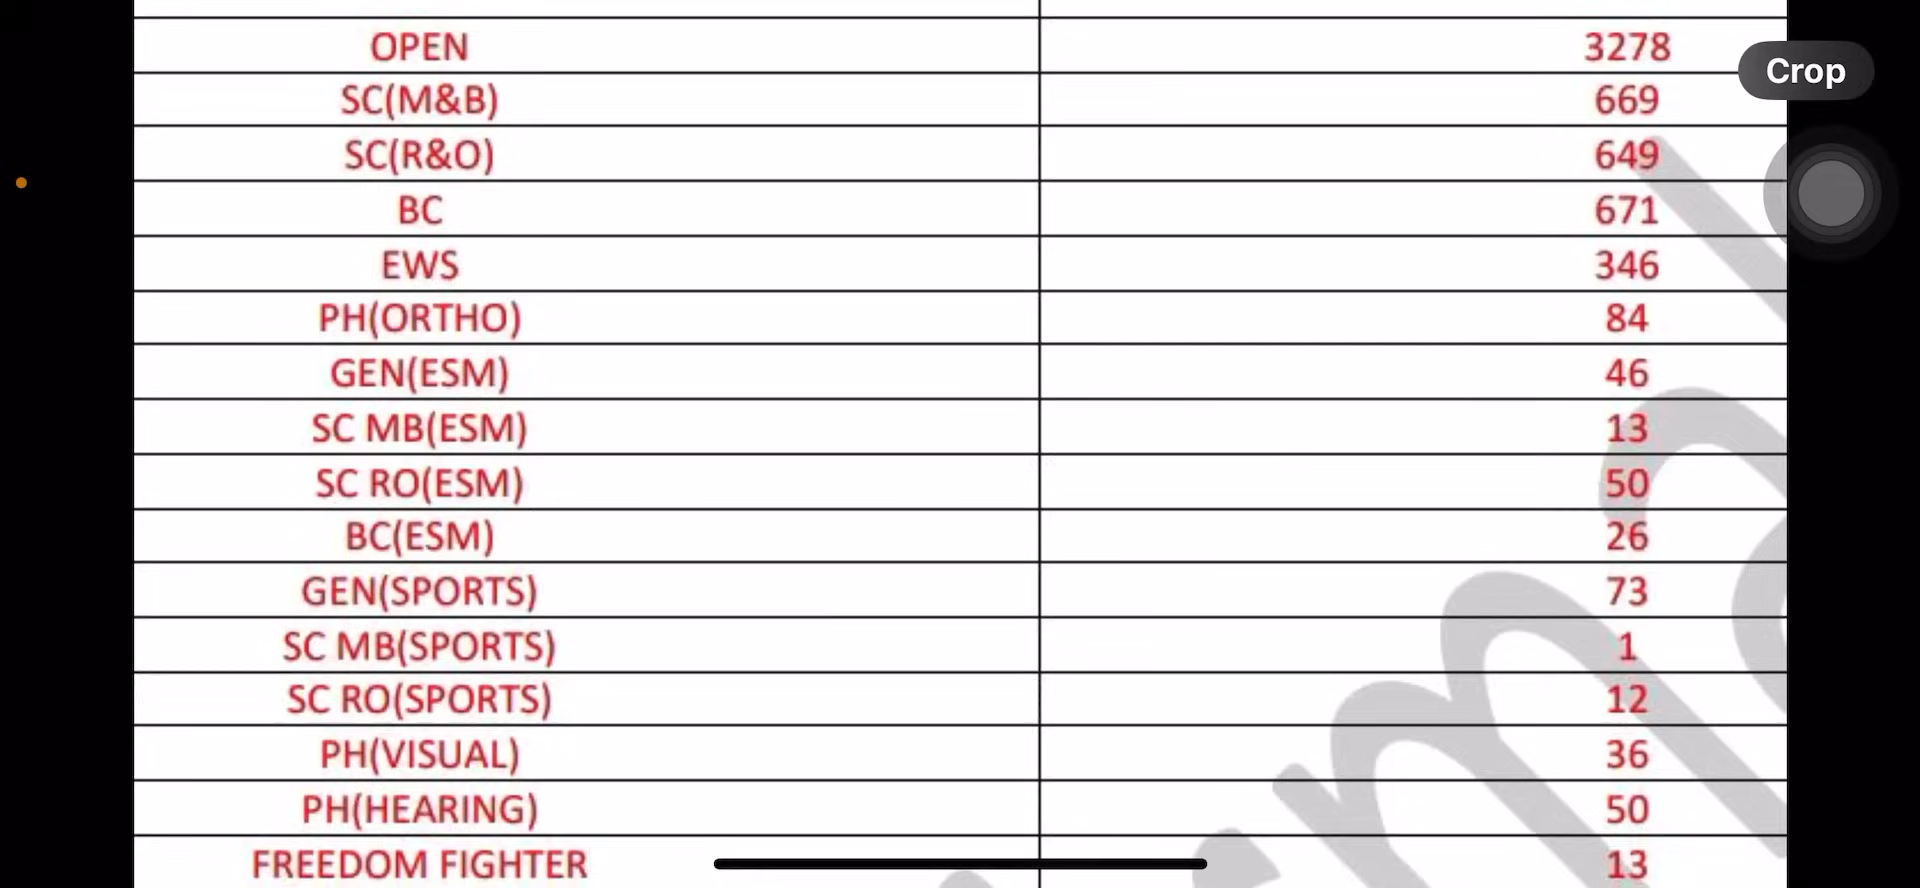 OPEN 3278
Crop
SC(M&B) 669
SC(R&O) 649
BC 671
EWS 346
PH(ORTHO) 84
GEN(ESM) 46
SC MB(ESM) 13
SC RO(ESM) 50
BC(ESM) 26
GEN(SPORTS) 73
SC MB(SPORTS) 1
SC RO(SPORTS) 12
PH(VISUAL) 36
PH(HEARING) 50
FREEDOM FIGHTER 13